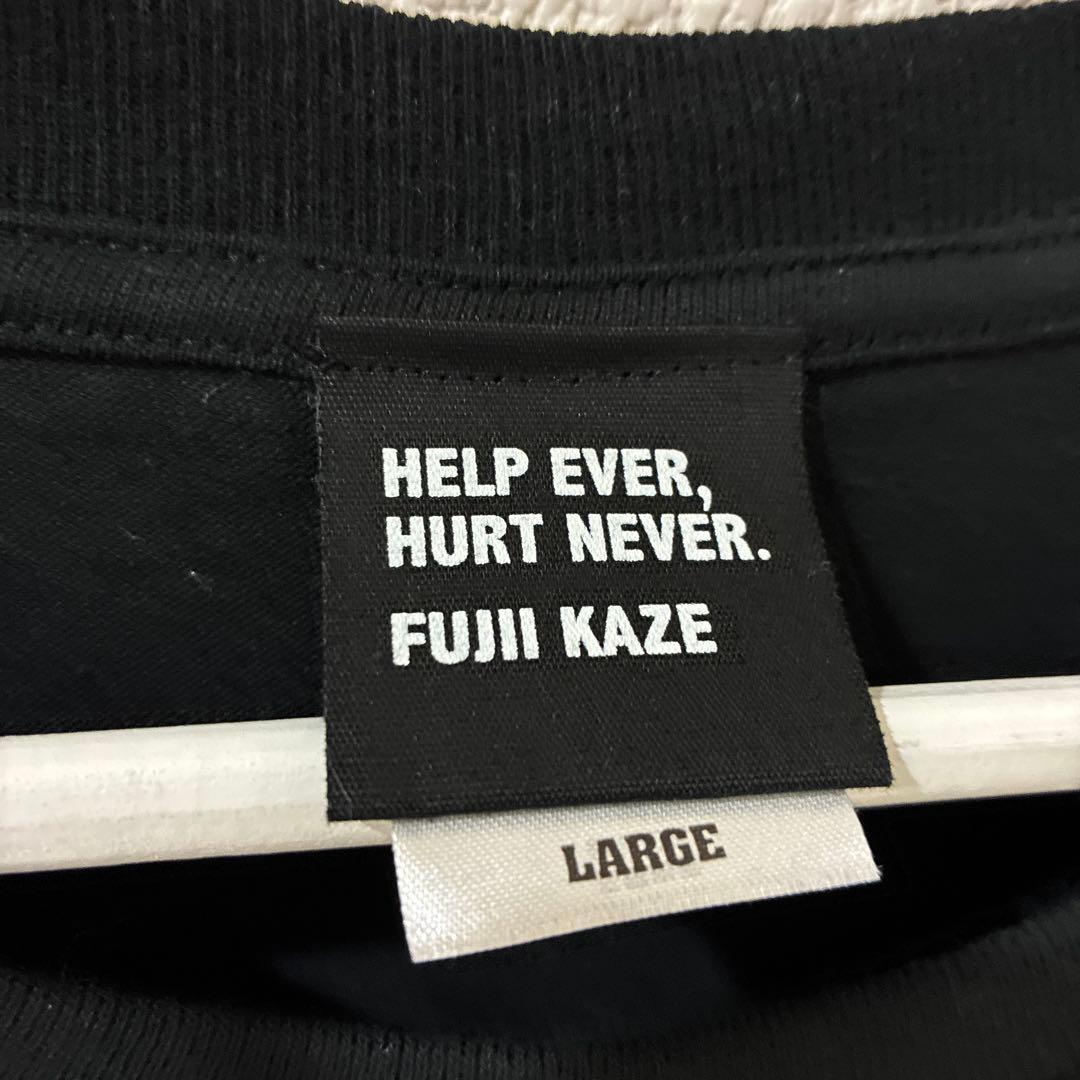 HELP EVER,
HURT NEVER.
FUJII KAZE
LARGE